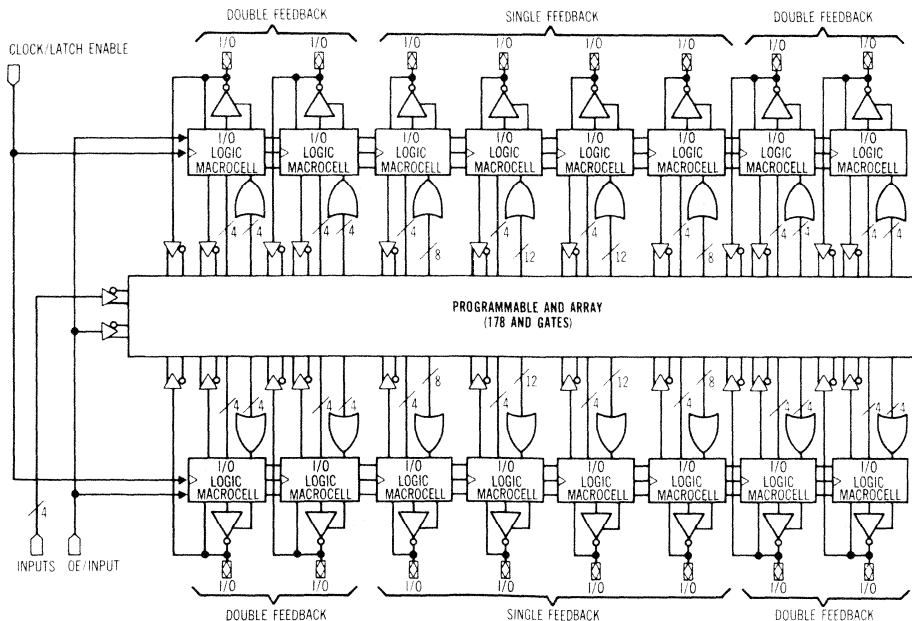 DOUBLE FEEDBACK SINGLE FEEDBACK DOUBLE FEEDBACK
I/O I/O I/O I/O I/O I/O I/O I/O
CLOCK/LATCH ENABLE
I/O I/O I/O I/O I/O I/O I/O I/O
LOGIC LOGIC LOGIC LOGIC LOGIC LOGIC LOGIC LOGIC
MACROCELL MACROCELL MACROCELL MACROCELL MACROCELL MACROCELL MACROCELL MACROCELL
4 4 4 4 4 8 4 12 4 12 4 8 4 4 4 4
PROGRAMMABLE AND ARRAY
(178 AND GATES)
4 4 4 4 4 8 4 12 4 12 4 8 4 4 4 4
I/O I/O I/O I/O I/O I/O I/O I/O
LOGIC LOGIC LOGIC LOGIC LOGIC LOGIC LOGIC LOGIC
MACROCELL MACROCELL MACROCELL MACROCELL MACROCELL MACROCELL MACROCELL MACROCELL
4
INPUTS OE/INPUT
I/O I/O I/O I/O I/O I/O I/O I/O
DOUBLE FEEDBACK SINGLE FEEDBACK DOUBLE FEEDBACK